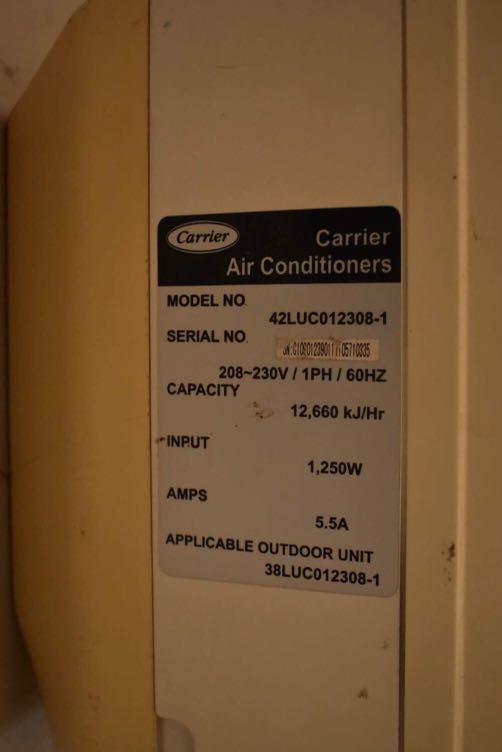 Carrier
Carrier
Air Conditioners
MODEL NO.
42LUC012308-1
SERIAL NO.
208~230V / 1PH / 60HZ
CAPACITY
12,660 kJ/Hr
INPUT
1,250W
AMPS
5.5A
APPLICABLE OUTDOOR UNIT
38LUC012308-1